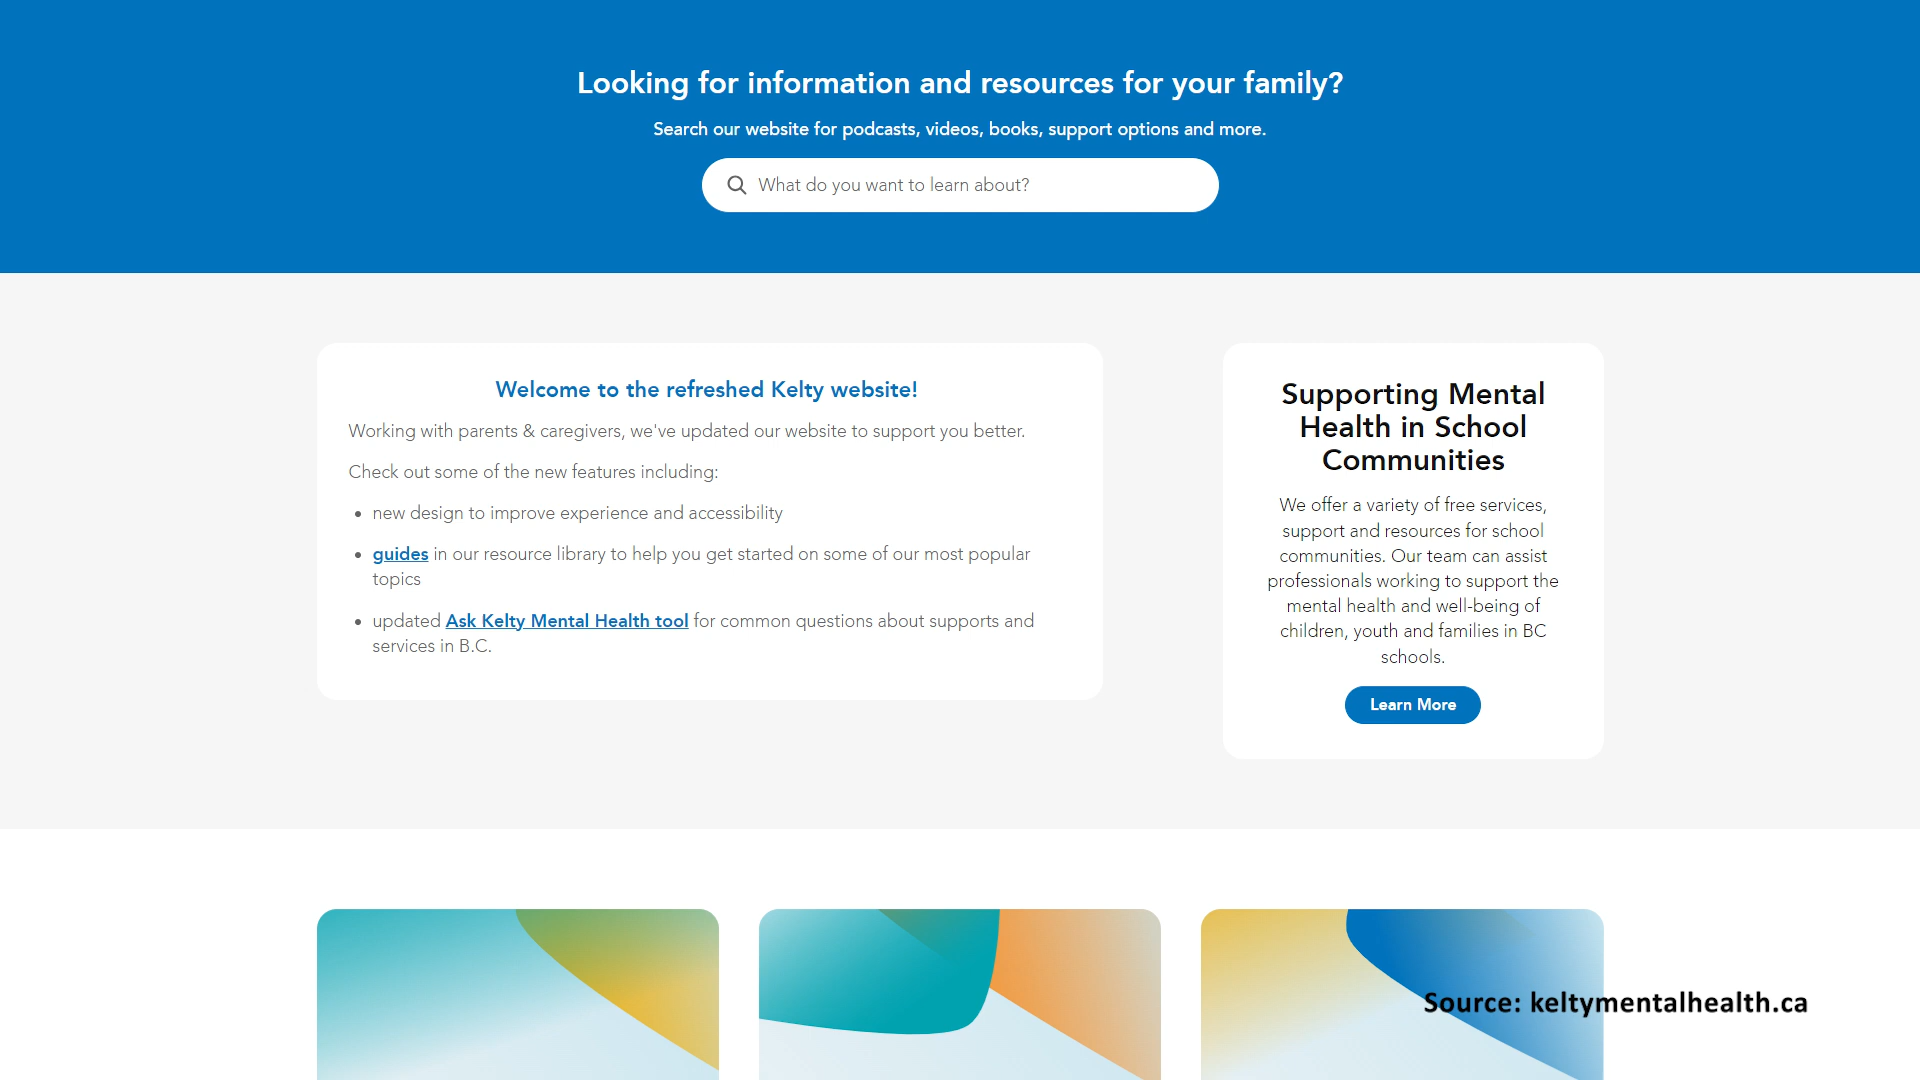 Looking for information and resources for your family?
Search our website for podcasts, videos, books, support options and more.
What do you want to learn about?
Welcome to the refreshed Kelty website!
Working with parents & caregivers, we've updated our website to support you better.
Check out some of the new features including:
• new design to improve experience and accessibility
• guides in our resource library to help you get started on some of our most popular
topics
• updated Ask Kelty Mental Health tool for common questions about supports and
services in B.C.
Supporting Mental
Health in School
Communities
We offer a variety of free services,
support and resources for school
communities. Our team can assist
professionals working to support the
mental health and well-being of
children, youth and families in BC
schools.
Learn More
Source: keltymentalhealth.ca